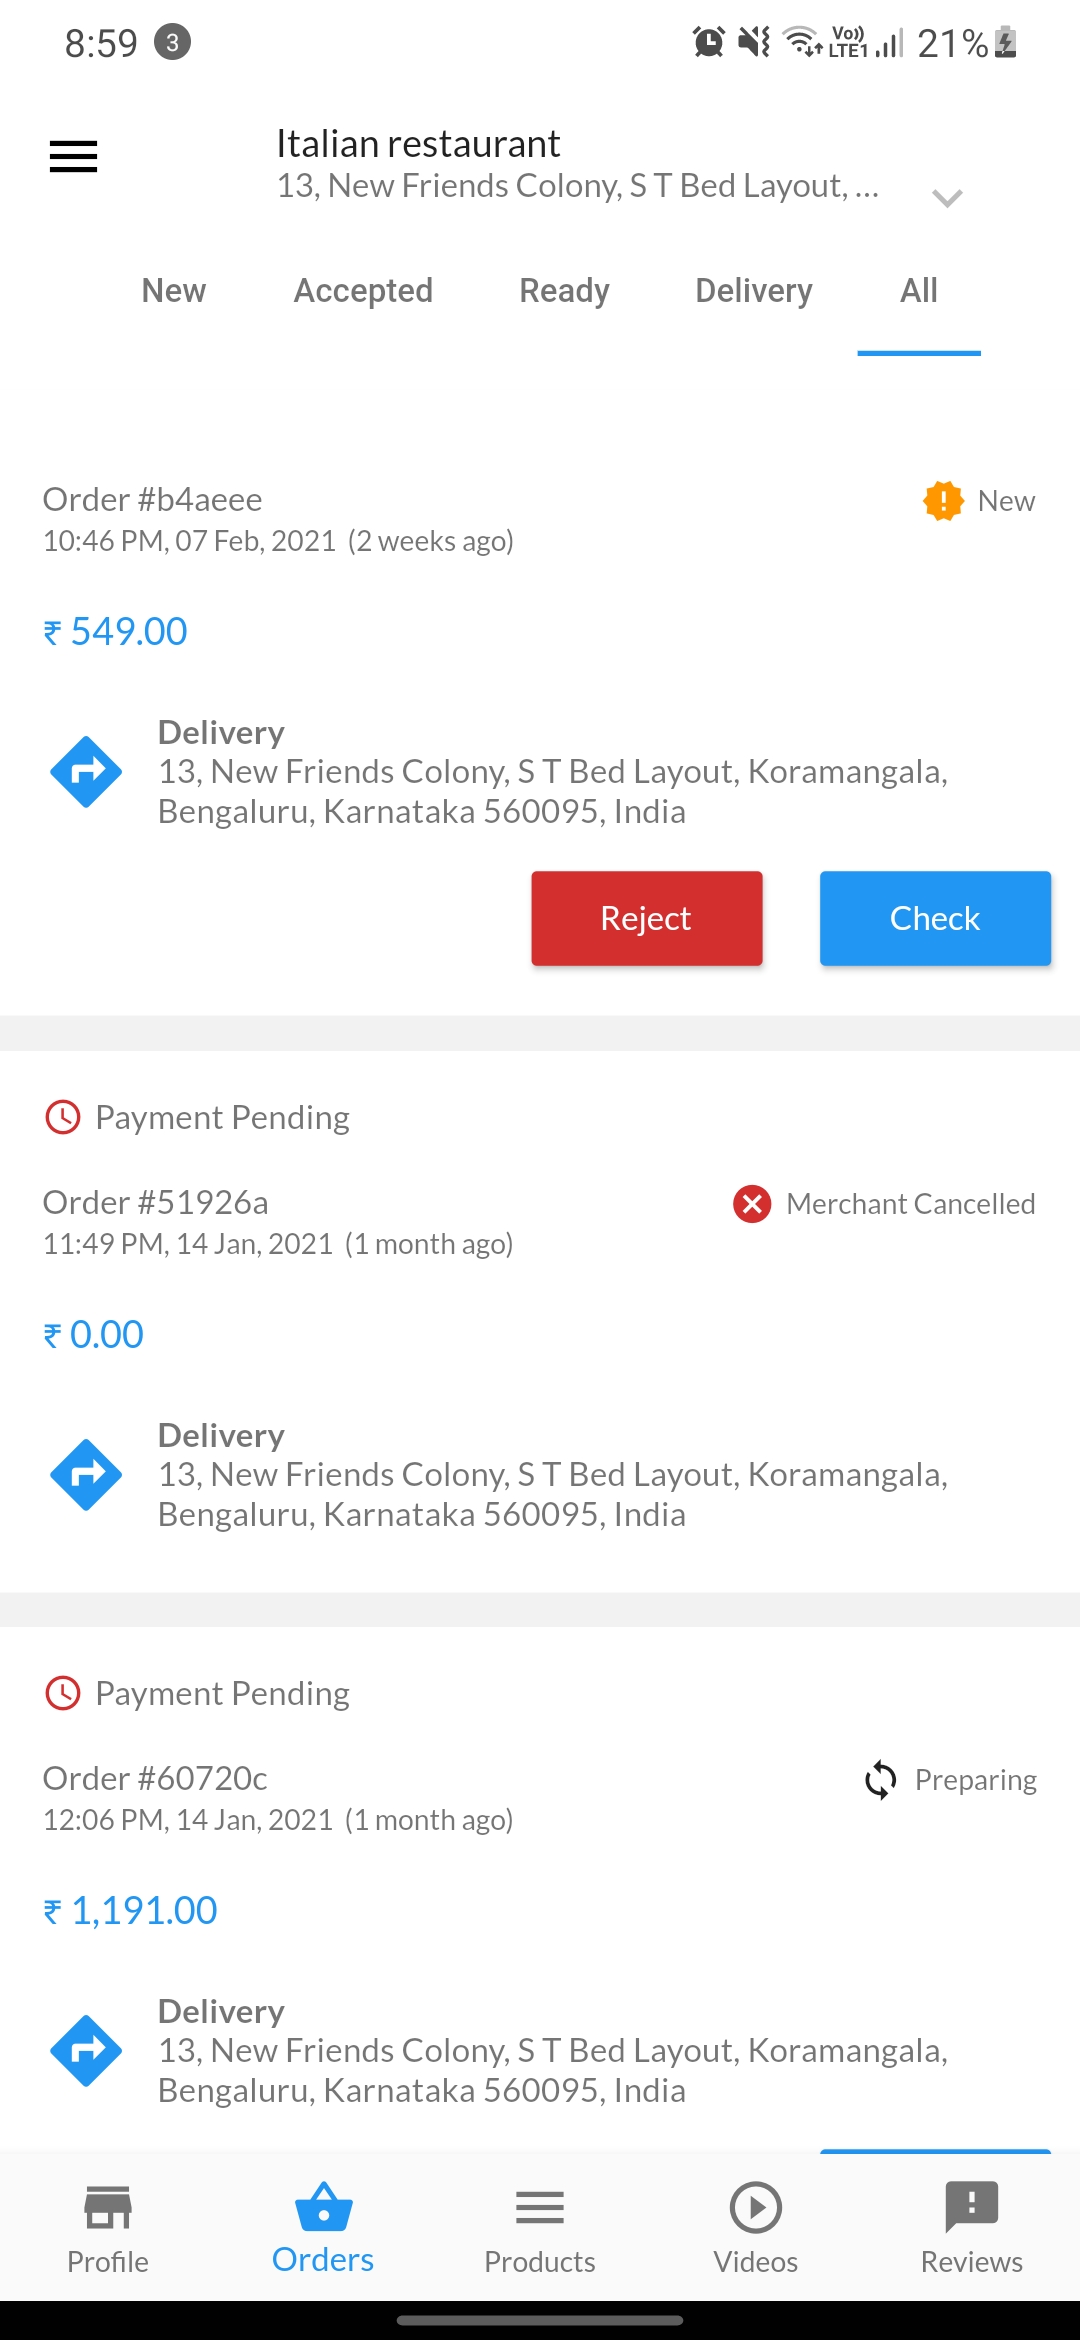 8:59 3 Vo)) LTE1 21%
Italian restaurant
13, New Friends Colony, S T Bed Layout, ...
New Accepted Ready Delivery All
Order #b4aeee New
10:46 PM, 07 Feb, 2021 (2 weeks ago)
₹ 549.00
Delivery
13, New Friends Colony, S T Bed Layout, Koramangala,
Bengaluru, Karnataka 560095, India
Reject Check
Payment Pending
Order #51926a Merchant Cancelled
11:49 PM, 14 Jan, 2021 (1 month ago)
₹ 0.00
Delivery
13, New Friends Colony, S T Bed Layout, Koramangala,
Bengaluru, Karnataka 560095, India
Payment Pending
Order #60720c Preparing
12:06 PM, 14 Jan, 2021 (1 month ago)
₹ 1,191.00
Delivery
13, New Friends Colony, S T Bed Layout, Koramangala,
Bengaluru, Karnataka 560095, India
Profile Orders Products Videos Reviews